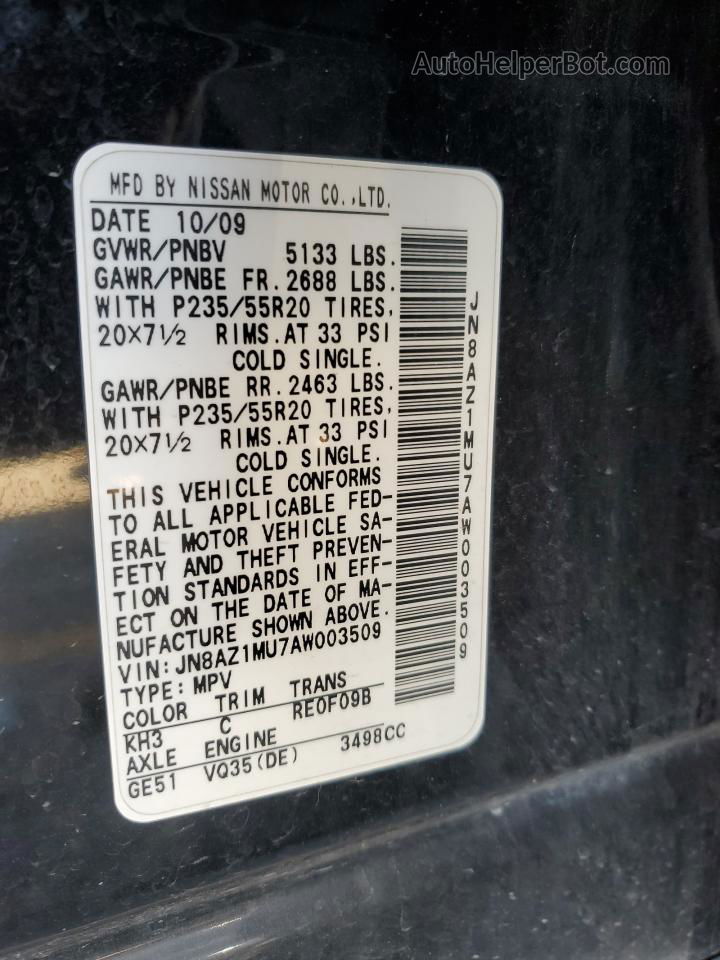 AutoHelperBot.com
MFD BY NISSAN MOTOR CO.,LTD.
DATE 10/09
GVWR/PNBV 5133 LBS.
GAWR/PNBE FR. 2688 LBS.
WITH P235/55R20 TIRES,
20×7 1/2 RIMS. AT 33 PSI
COLD SINGLE.
GAWR/PNBE RR. 2463 LBS.
WITH P235/55R20 TIRES,
20×7 1/2 RIMS. AT 33 PSI
COLD SINGLE.
THIS VEHICLE CONFORMS
TO ALL APPLICABLE FED-
ERAL MOTOR VEHICLE SA-
FETY AND THEFT PREVEN-
TION STANDARDS IN EFF-
ECT ON THE DATE OF MA-
NUFACTURE SHOWN ABOVE.
VIN:JN8AZ1MU7AW003509
TYPE:MPV
COLOR TRIM TRANS
KH3 C RE0F09B
AXLE ENGINE
GE51 VQ35(DE) 3498CC
JN8AZ1MU7AW003509